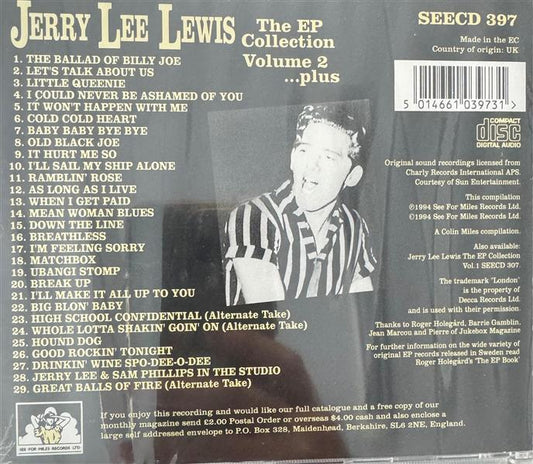 JERRY LEE LEWIS
The EP
Collection
Volume 2
...plus
SEECD 397
Made in the EC
Country of origin: UK
1. THE BALLAD OF BILLY JOE
2. LET'S TALK ABOUT US
3. LITTLE QUEENIE
4. I COULD NEVER BE ASHAMED OF YOU
5. IT WON'T HAPPEN WITH ME
6. COLD COLD HEART
7. BABY BABY BYE BYE
8. OLD BLACK JOE
9. IT HURT ME SO
10. I'LL SAIL MY SHIP ALONE
11. RAMBLIN' ROSE
12. AS LONG AS I LIVE
13. WHEN I GET PAID
14. MEAN WOMAN BLUES
15. DOWN THE LINE
16. BREATHLESS
17. I'M FEELING SORRY
18. MATCHBOX
19. UBANGI STOMP
20. BREAK UP
21. I'LL MAKE IT ALL UP TO YOU
22. BIG BLON' BABY
23. HIGH SCHOOL CONFIDENTIAL (Alternate Take)
24. WHOLE LOTTA SHAKIN' GOIN' ON (Alternate Take)
25. HOUND DOG
26. GOOD ROCKIN' TONIGHT
27. DRINKIN' WINE SPO-DEE-O-DEE
28. JERRY LEE & SAM PHILLIPS IN THE STUDIO
29. GREAT BALLS OF FIRE (Alternate Take)
5 014661 039731 >
COMPACT
disc
DIGITAL AUDIO
Original sound recordings licensed from
Charly Records International APS.
Courtesy of Sun Entertainment.
This compilation
℗1994 See For Miles Records Ltd.
©1994 See For Miles Records Ltd.
A Colin Miles compilation.
Also available:
Jerry Lee Lewis The EP Collection
Vol.1 SEECD 307.
The trademark "London"
is the property of
Decca Records Ltd.
and is used with their permission.
Thanks to Roger Holegård, Barrie Gamblin,
Jean Marcou and Pierre of Jukebox Magazine
For further information on the wide variety of
original EP records released in Sweden read
Roger Holegård's 'The EP Book'
SEE FOR MILES RECORDS LTD
If you enjoy this recording and would like our full catalogue and a free copy of our
monthly magazine send £2.00 Postal Order or overseas $4.00 cash and also enclose a
large self addressed envelope to P.O. Box 328, Maidenhead, Berkshire, SL6 2NE, England.